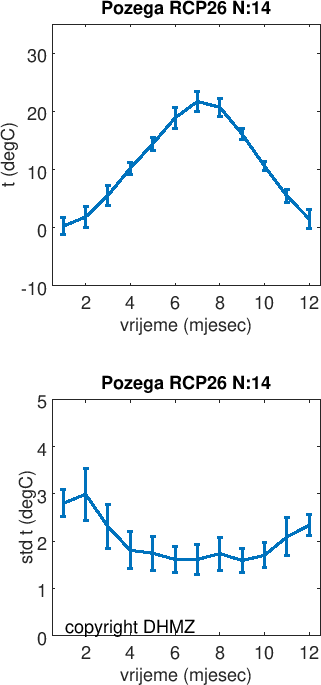 Pozega RCP26 N:14
30
20
10
0
-10
t (degC)
2 4 6 8 10 12
vrijeme (mjesec)
Pozega RCP26 N:14
5
4
3
2
1
0
std t (degC)
copyright DHMZ
2 4 6 8 10 12
vrijeme (mjesec)